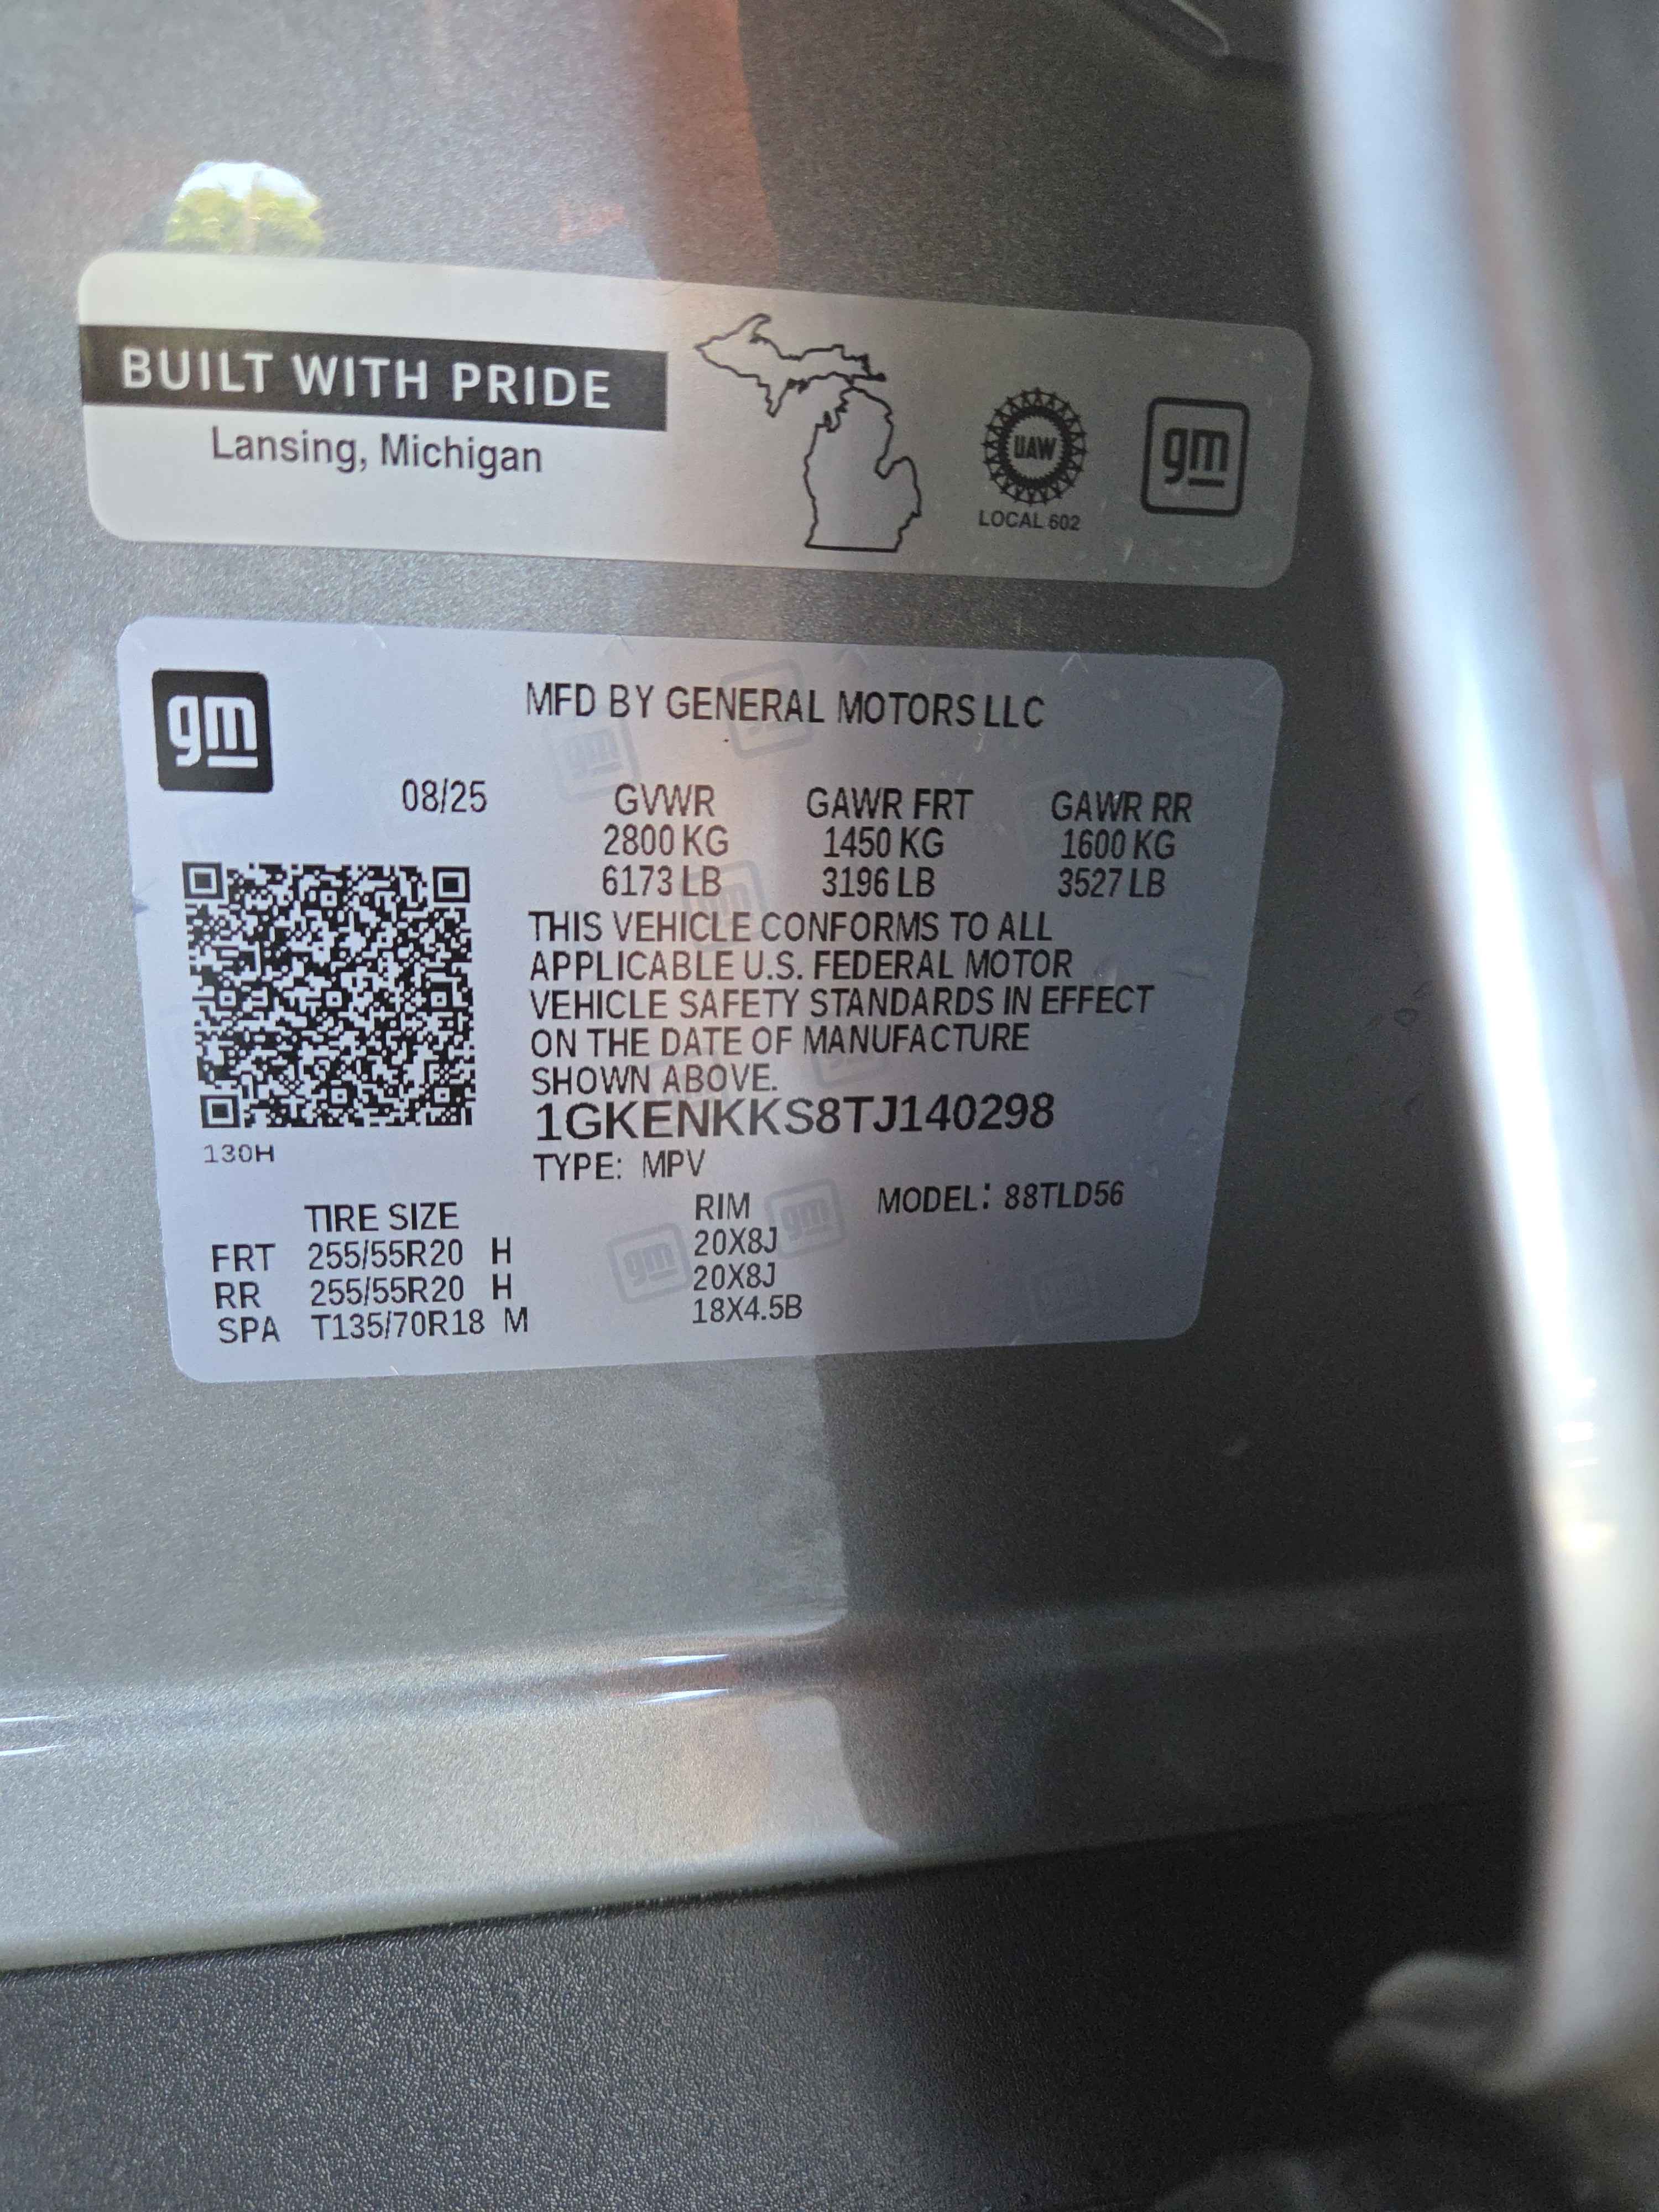 BUILT WITH PRIDE
Lansing, Michigan
UAW
LOCAL 602
gm
gm
MFD BY GENERAL MOTORS LLC
08/25 GVWR GAWR FRT GAWR RR
2800 KG 1450 KG 1600 KG
6173 LB 3196 LB 3527 LB
THIS VEHICLE CONFORMS TO ALL
APPLICABLE U.S. FEDERAL MOTOR
VEHICLE SAFETY STANDARDS IN EFFECT
ON THE DATE OF MANUFACTURE
SHOWN ABOVE.
1GKENKKS8TJ140298
130H
TYPE: MPV
TIRE SIZE RIM MODEL: 88TLD56
FRT 255/55R20 H 20X8J
RR 255/55R20 H 20X8J
SPA T135/70R18 M 18X4.5B